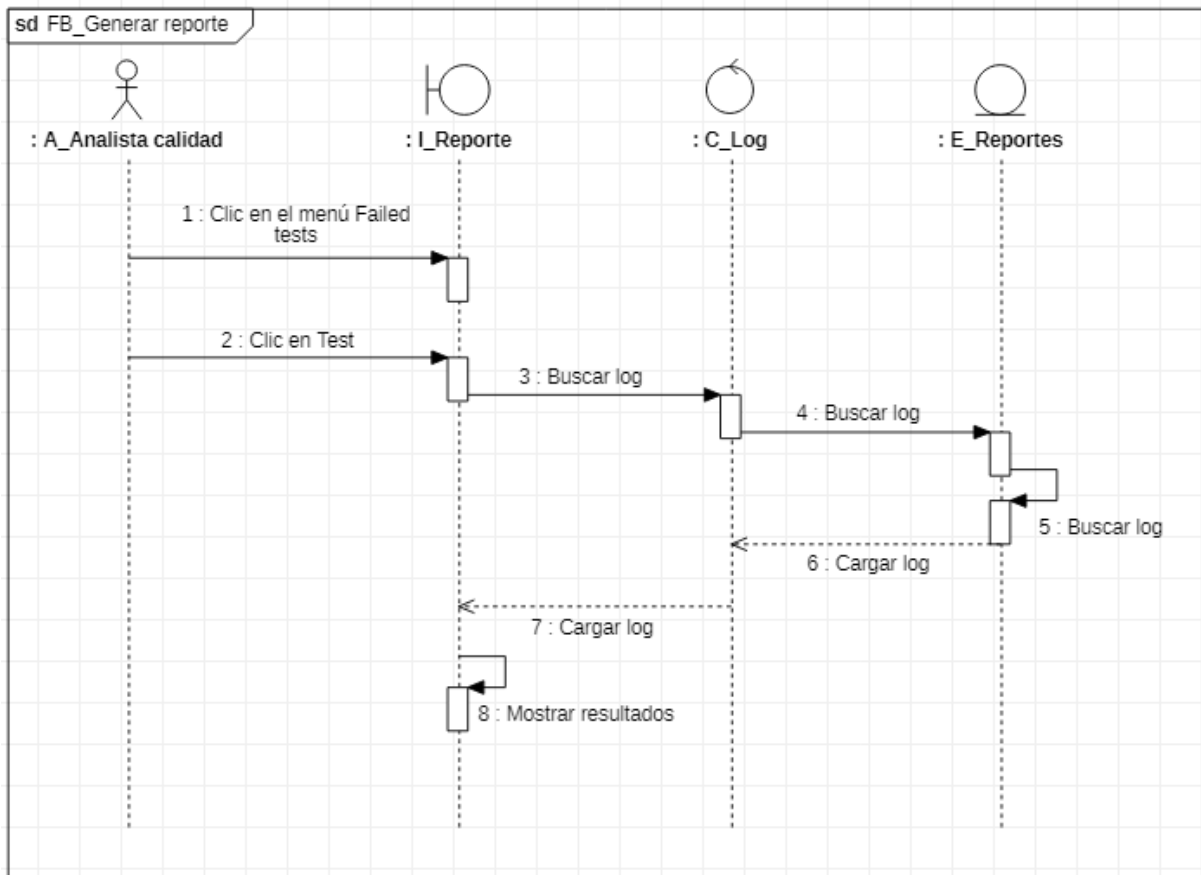 sd FB_Generar reporte
: A_Analista calidad
: I_Reporte
: C_Log
: E_Reportes
1 : Clic en el menú Failed
tests
2 : Clic en Test
3 : Buscar log
4 : Buscar log
5 : Buscar log
6 : Cargar log
7 : Cargar log
8 : Mostrar resultados